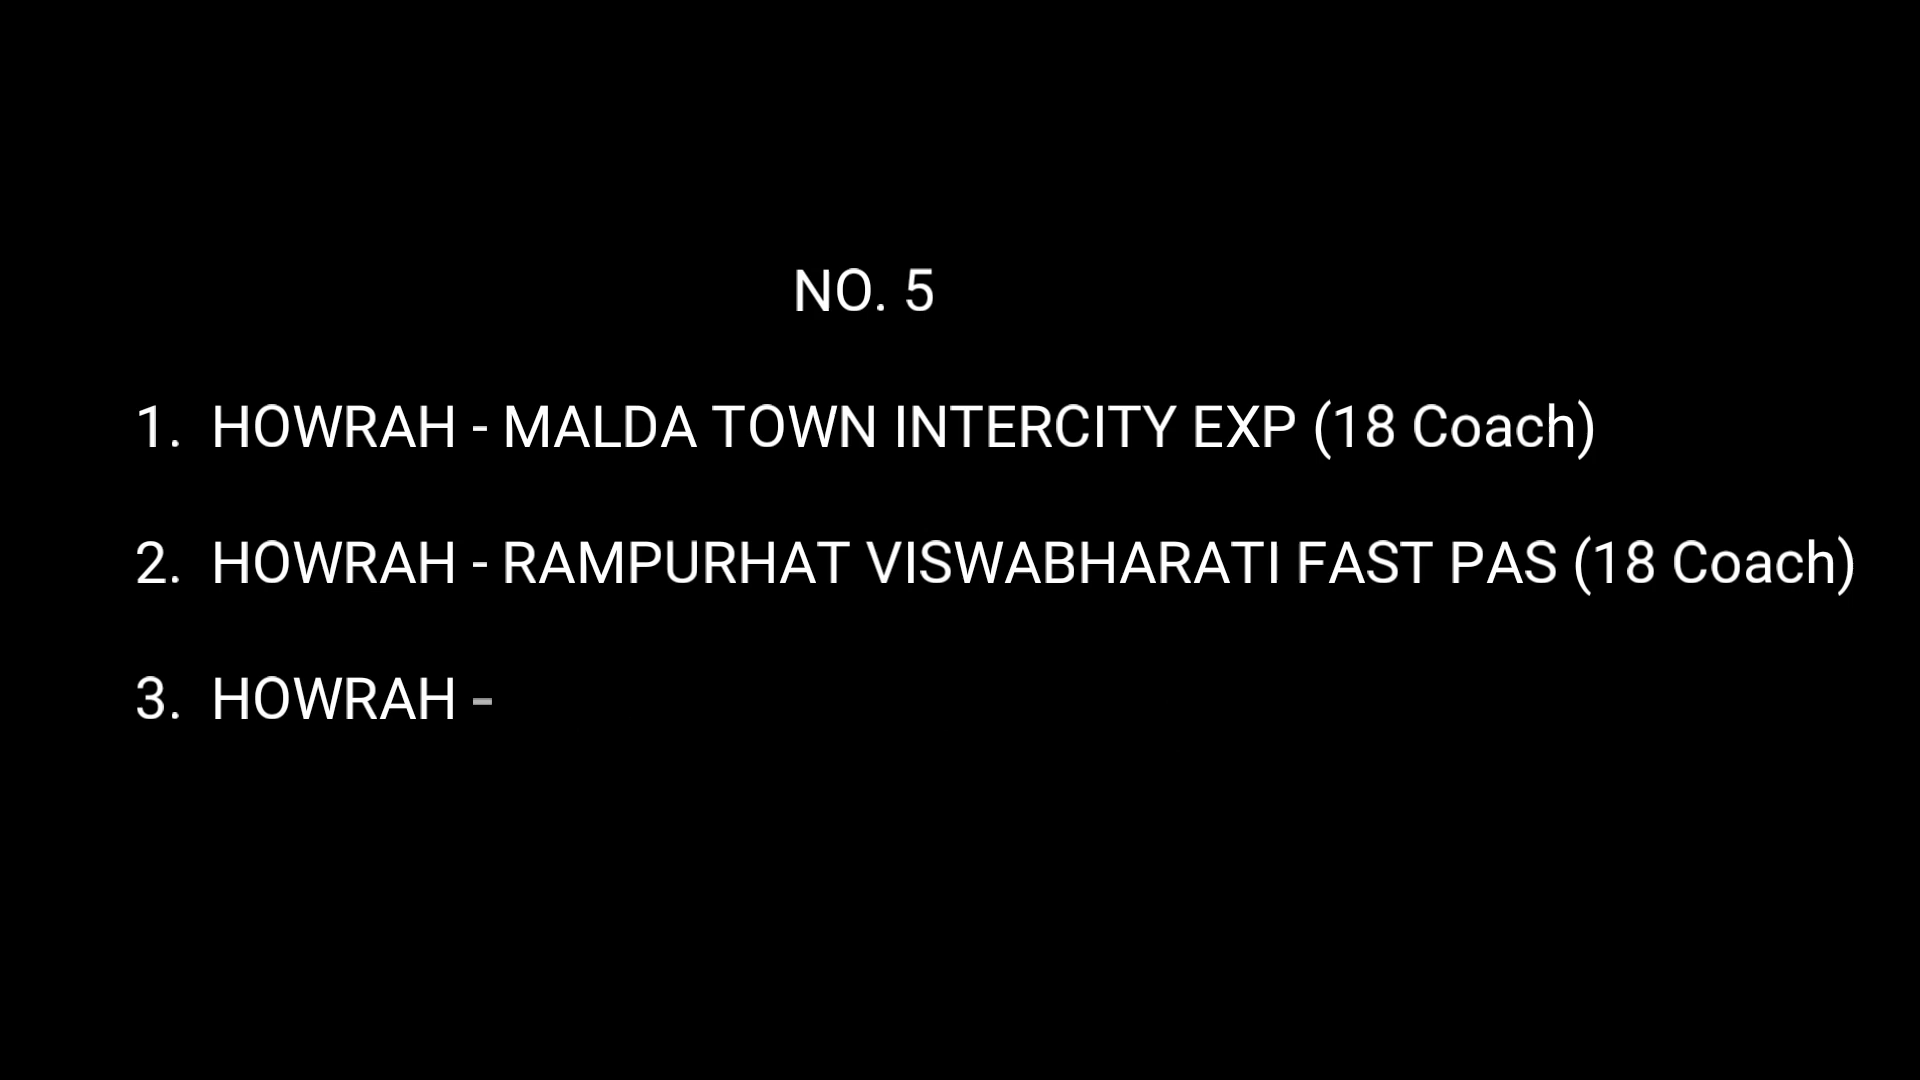 NO. 5
1. HOWRAH - MALDA TOWN INTERCITY EXP (18 Coach)
2. HOWRAH - RAMPURHAT VISWABHARATI FAST PAS (18 Coach)
3. HOWRAH -